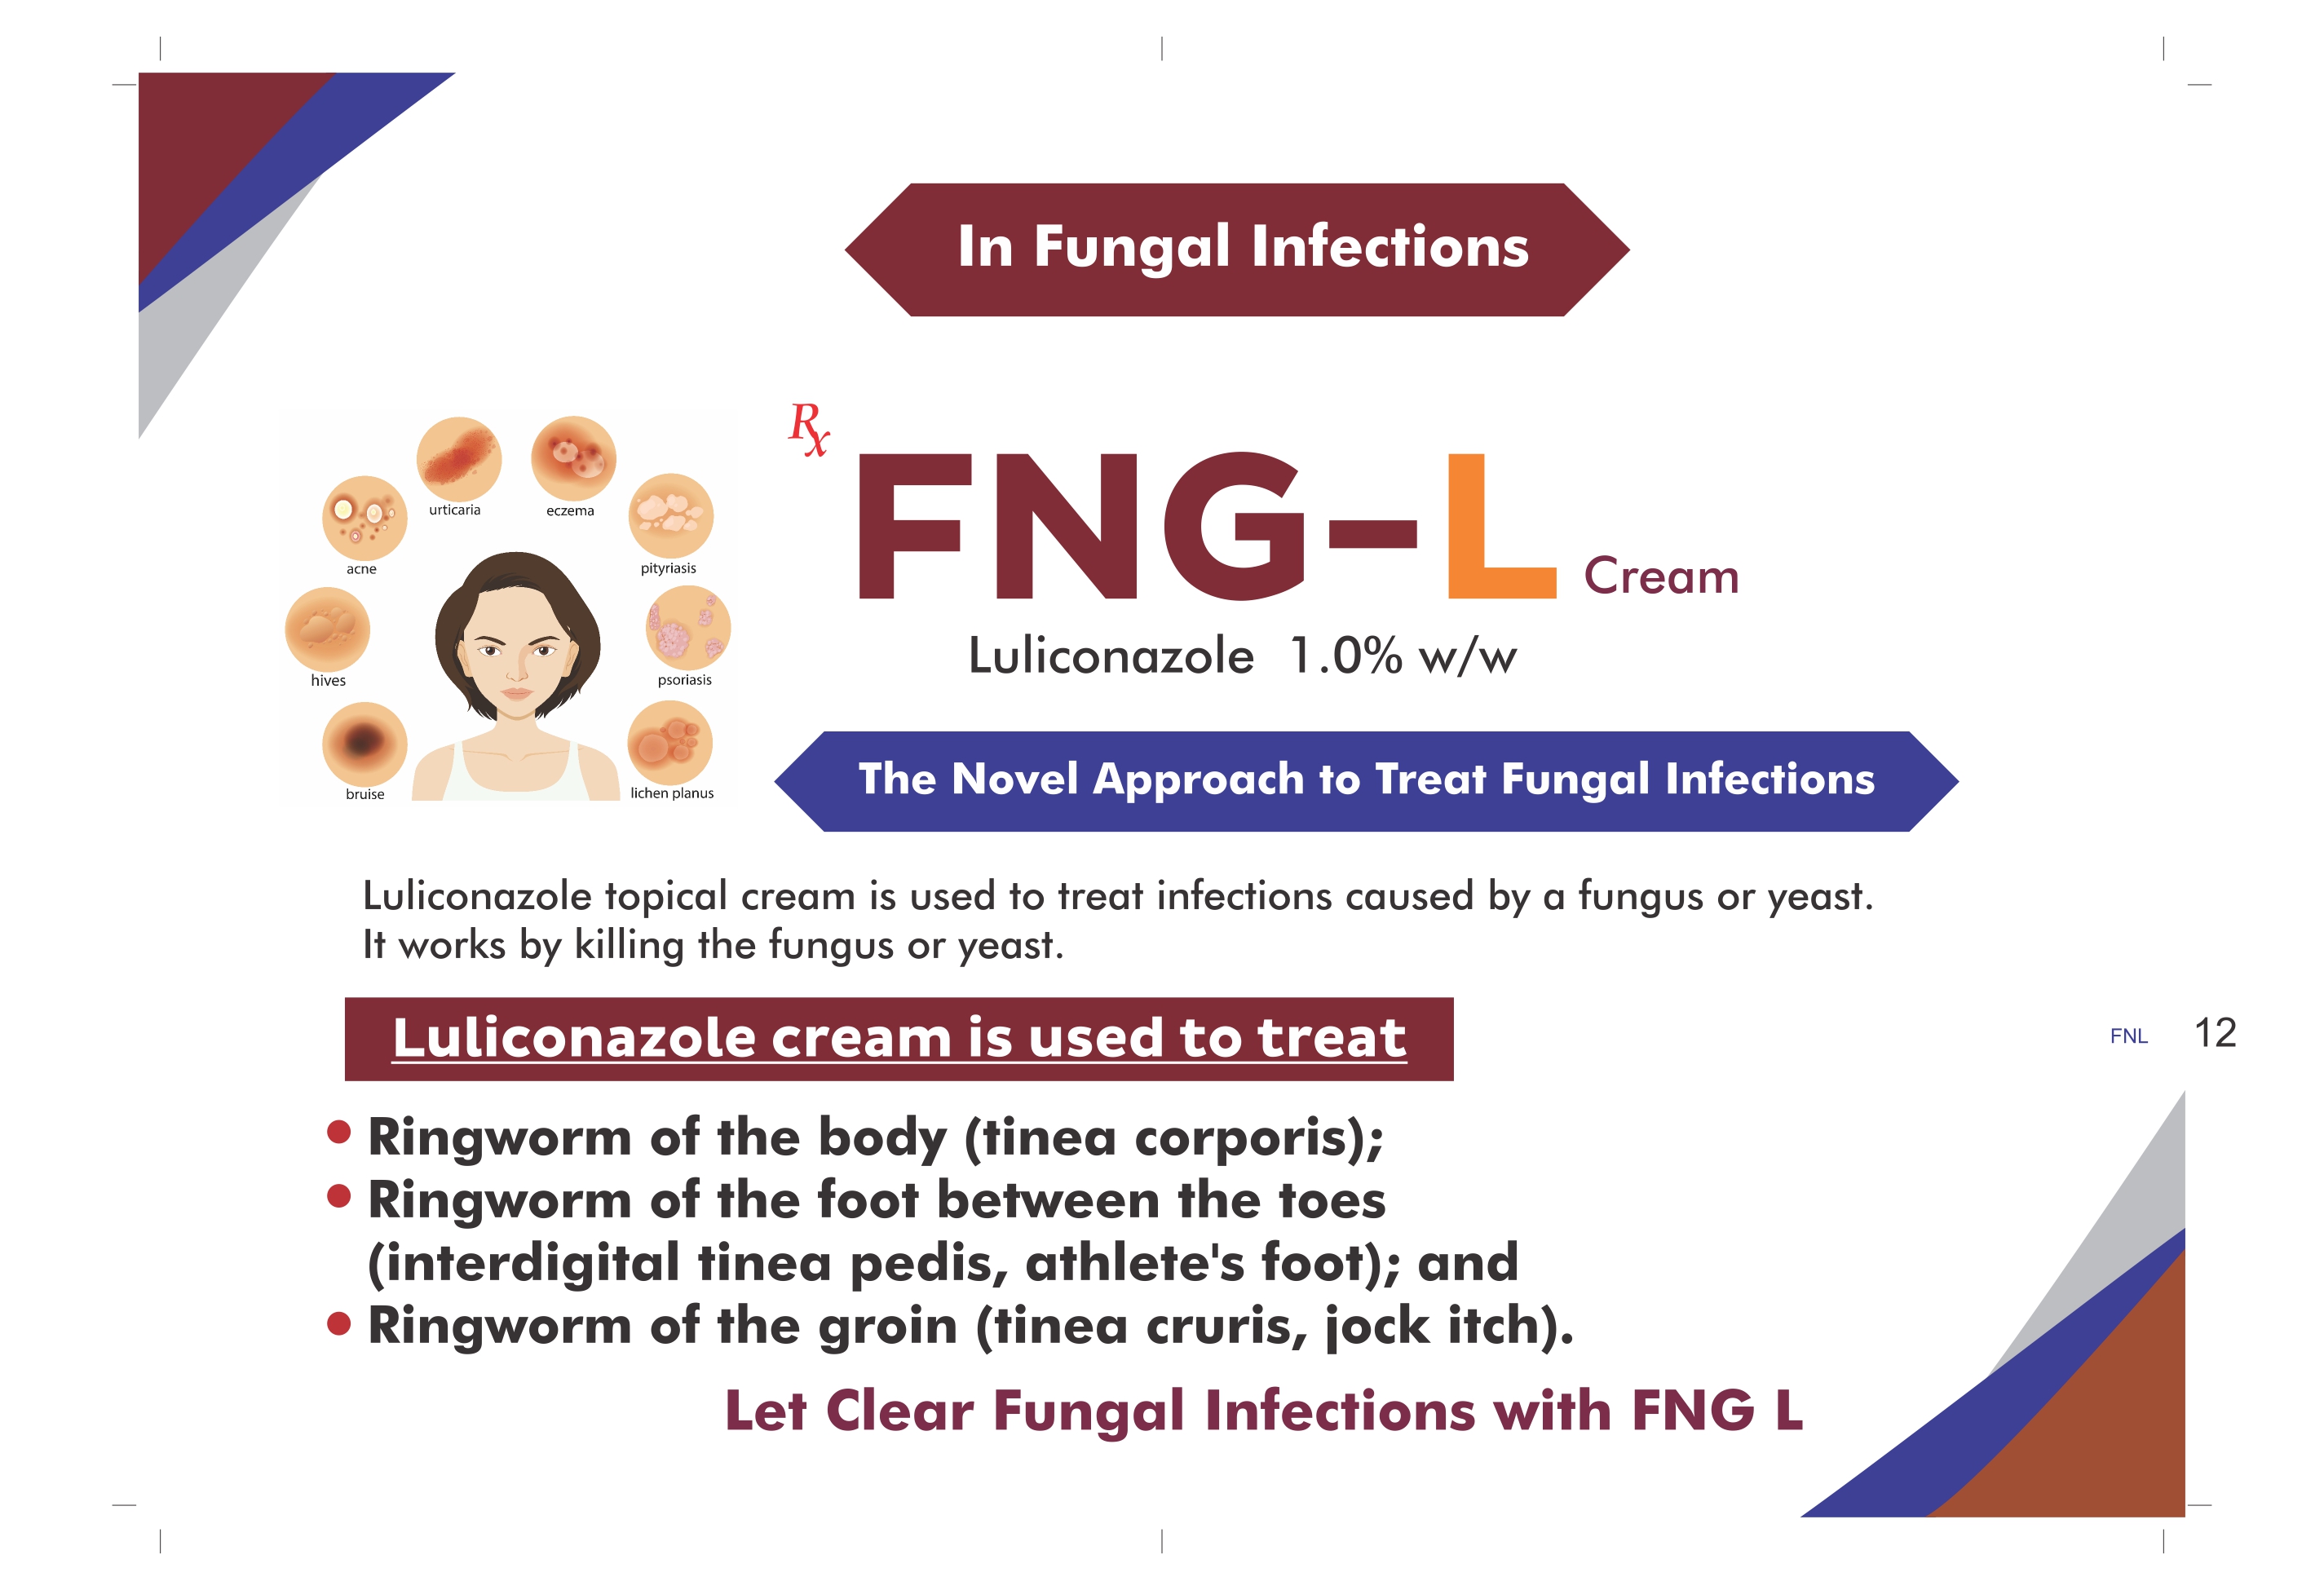 In Fungal Infections
Rx
FNG-L Cream
Luliconazole 1.0% w/w
urticaria
eczema
acne
pityriasis
hives
psoriasis
bruise
lichen planus
The Novel Approach to Treat Fungal Infections
Luliconazole topical cream is used to treat infections caused by a fungus or yeast.
It works by killing the fungus or yeast.
Luliconazole cream is used to treat
FNL 12
• Ringworm of the body (tinea corporis);
• Ringworm of the foot between the toes
(interdigital tinea pedis, athlete's foot); and
• Ringworm of the groin (tinea cruris, jock itch).
Let Clear Fungal Infections with FNG L